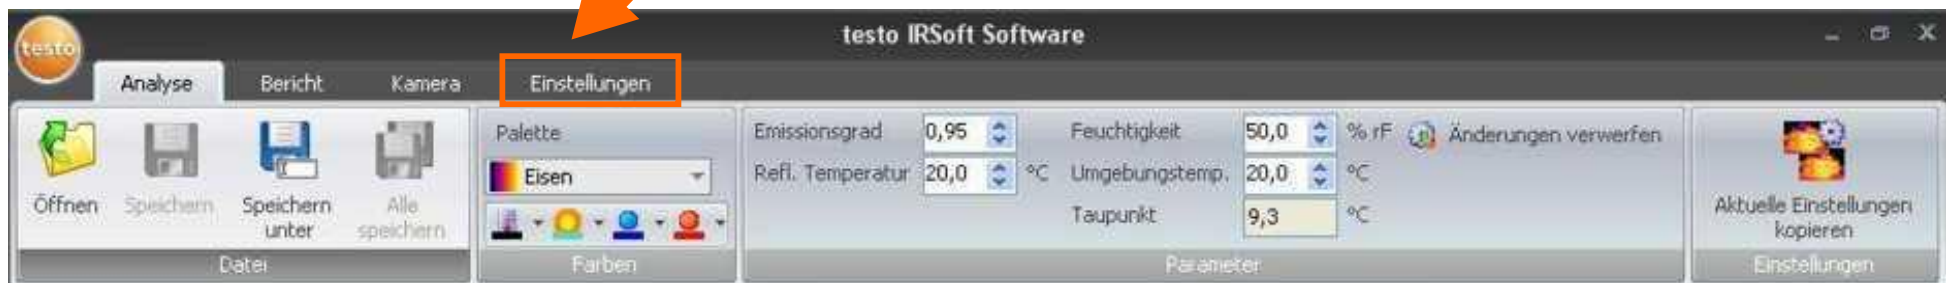 testo
testo IRSoft Software
Analyse Bericht Kamera Einstellungen
Öffnen
Speichern
Speichern
unter
Alle
speichern
Datei
Palette
Eisen
Farben
Emissionsgrad 0,95
Refl. Temperatur 20,0 °C
Feuchtigkeit 50,0 % rF
Umgebungstemp. 20,0 °C
Taupunkt 9,3 °C
Änderungen verwerfen
Parameter
Aktuelle Einstellungen
kopieren
Einstellungen